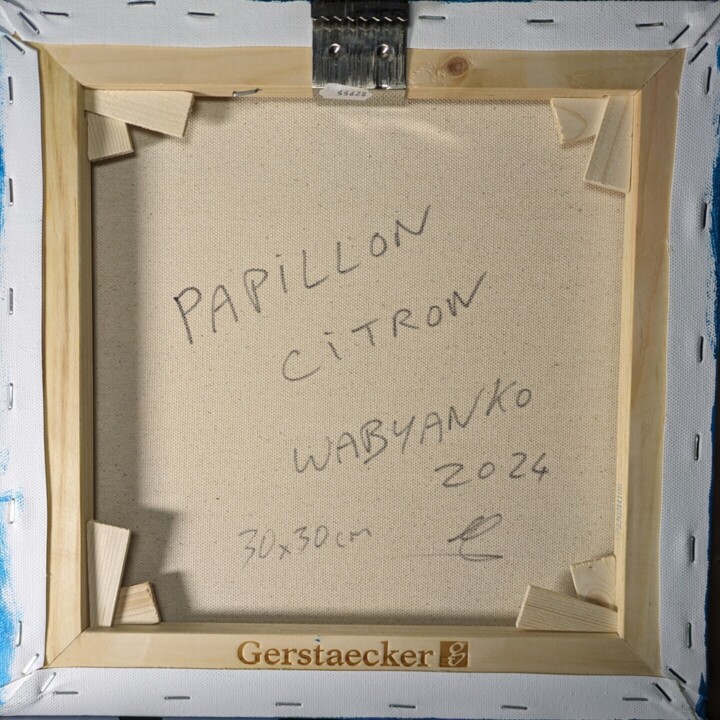 PAPiLLON
CiTRON
WABYANKO
2024
30x30cm
Gerstaecker